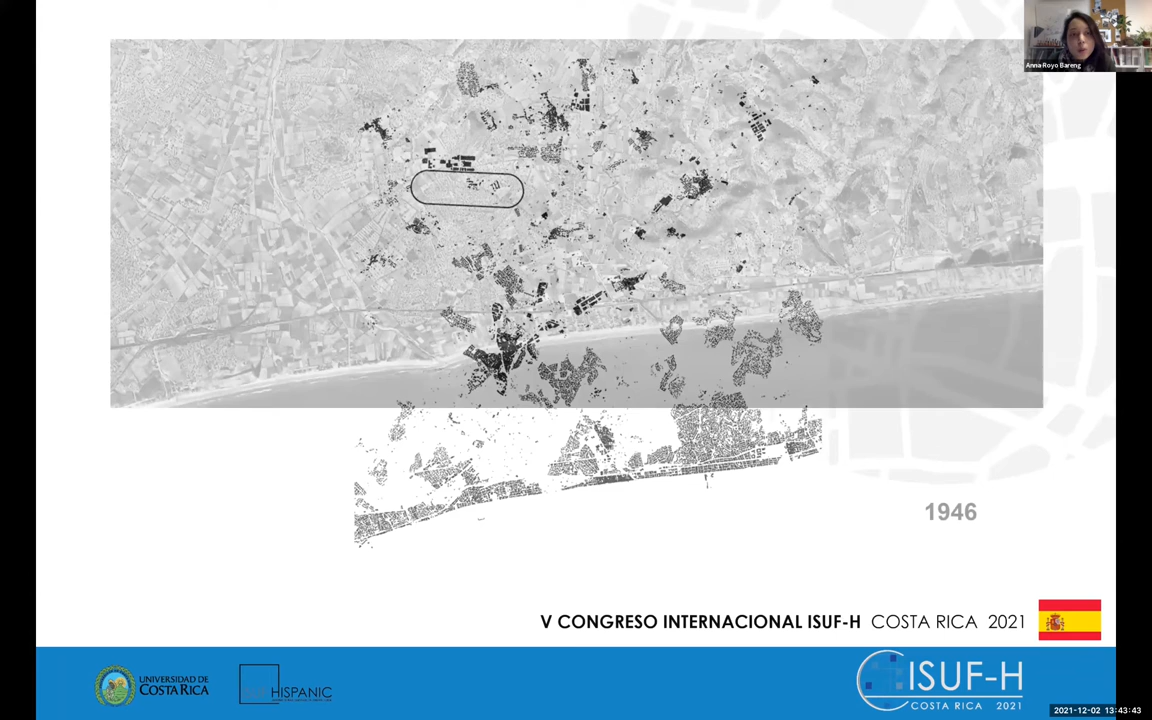 Anna Royo Bareng
1946
V CONGRESO INTERNACIONAL ISUF-H COSTA RICA 2021
UNIVERSIDAD DE
COSTA RICA
HISPANIC
ISUF-H
COSTA RICA 2021
2021-12-02 13:43:43